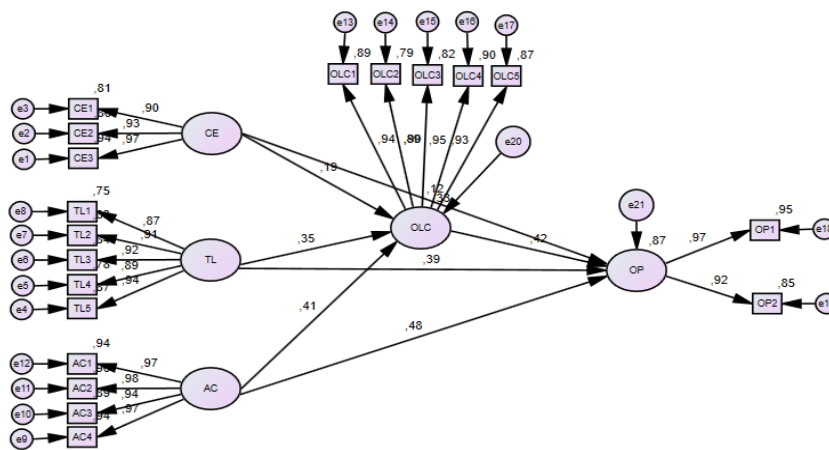 e13 e14 e15 e16 e17
,89 ,79 ,82 ,90 ,87
OLC1 OLC2 OLC3 OLC4 OLC5
,81
e3 CE1 ,90
e2 CE2 ,93 CE
e1 CE3 ,97
,94 ,95 ,93
e20
,19 ,12
,75
e8 TL1 ,87
e7 TL2 ,91
e6 TL3 ,92 TL
e5 TL4 ,89
e4 TL5 ,94
OLC
,35 ,42
,39
e21
,87
OP
,97 OP1 ,95
,92 OP2 ,85
,41 ,48
,94
e12 AC1 ,97
e11 AC2 ,98 AC
e10 AC3 ,94
e9 AC4 ,97